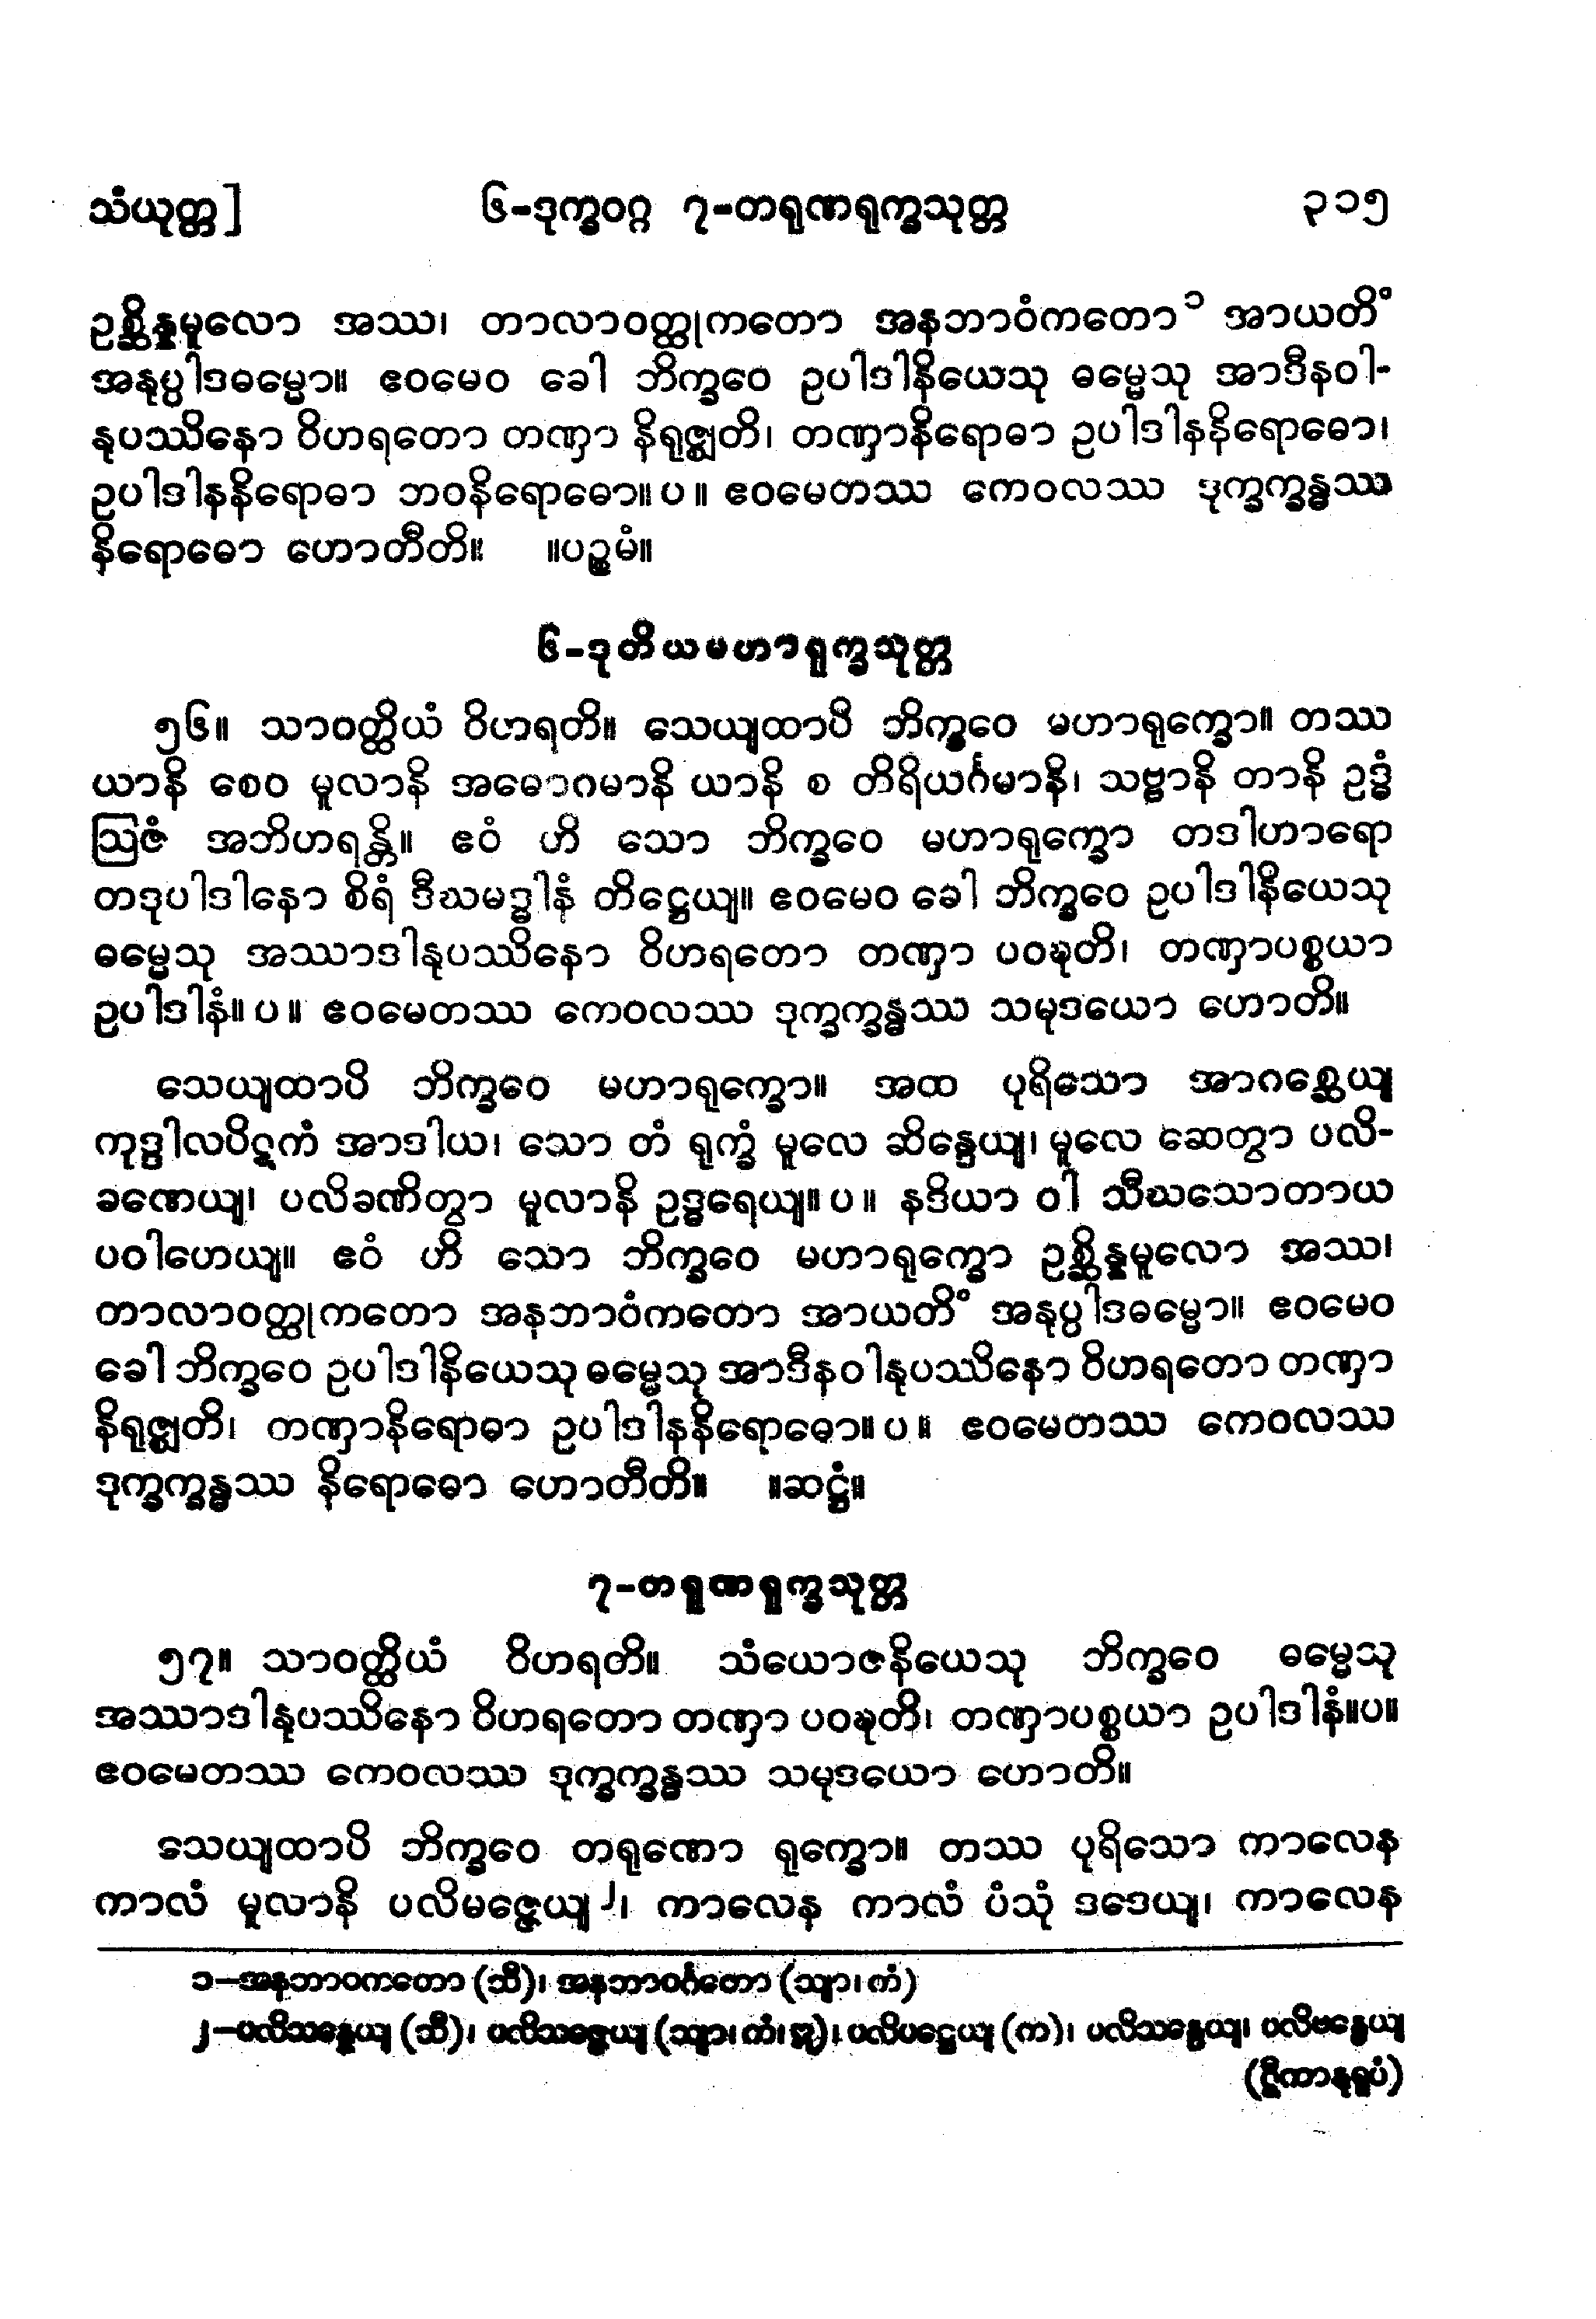 သံယုတ္တ]	၆-ဒုက္ခဝဂ္ဂ ၇-တရုဏရုက္ခသုတ္တ	၃၁၅
ဥစ္ဆိန္နမူလော အဿ၊ တာလာဝတ္ထုကတော အနဘာဝံကတော၁ အာယတိံ
အနုပ္ပါဒဓမ္မော။ ဧဝမေဝ ခေါ ဘိက္ခဝေ ဥပါဒါနိယေသု ဓမ္မေသု အာဒီနဝါ-
နုပဿိနော ဝိဟရတော တဏှာ နိရုဇ္ဈတိ၊ တဏှာနိရောဓာ ဥပါဒါနနိရောဓော၊
ဥပါဒါနနိရောဓာ ဘဝနိရောဓော။ ပ ။ ဧဝမေတဿ ကေဝလဿ ဒုက္ခက္ခန္ဓဿ
နိရောဓော ဟောတီတိ။ ။ပဉ္စမံ။
၆-ဒုတိယမဟာရုက္ခသုတ္တ
၅၆။ သာဝတ္ထိယံ ဝိဟရတိ။ သေယျထာပိ ဘိက္ခဝေ မဟာရုက္ခော။ တဿ
ယာနိ စေဝ မူလာနိ အဓောဂမာနိ ယာနိ စ တိရိယင်္ဂမာနိ၊ သဗ္ဗာနိ တာနိ ဥဒ္ဓံ
ဩဇံ အဘိဟရန္တိ။ ဧဝံ ဟိ သော ဘိက္ခဝေ မဟာရုက္ခော တဒါဟာရော
တဒုပါဒါနော စိရံ ဒီဃမဒ္ဓါနံ တိဋ္ဌေယျ။ ဧဝမေဝ ခေါ ဘိက္ခဝေ ဥပါဒါနိယေသု
ဓမ္မေသု အဿာဒါနုပဿိနော ဝိဟရတော တဏှာ ပဝဍ္ဎတိ၊ တဏှာပစ္စယာ
ဥပါဒါနံ။ ပ ။ ဧဝမေတဿ ကေဝလဿ ဒုက္ခက္ခန္ဓဿ သမုဒယော ဟောတိ။
သေယျထာပိ ဘိက္ခဝေ မဟာရုက္ခော။ အထ ပုရိသော အာဂစ္ဆေယျ
ကုဒ္ဒါလပိဋကံ အာဒါယ၊ သော တံ ရုက္ခံ မူလေ ဆိန္ဒေယျ၊ မူလေ ဆေတွာ ပလိ-
ခဏေယျ၊ ပလိခဏိတွာ မူလာနိ ဥဒ္ဓရေယျ။ ပ ။ နဒိယာ ဝါ သီဃသောတာယ
ပဝါဟေယျ။ ဧဝံ ဟိ သော ဘိက္ခဝေ မဟာရုက္ခော ဥစ္ဆိန္နမူလော အဿ၊
တာလာဝတ္ထုကတော အနဘာဝံကတော အာယတိံ အနုပ္ပါဒဓမ္မော။ ဧဝမေဝ
ခေါ ဘိက္ခဝေ ဥပါဒါနိယေသု ဓမ္မေသု အာဒီနဝါနုပဿိနော ဝိဟရတော တဏှာ
နိရုဇ္ဈတိ၊ တဏှာနိရောဓာ ဥပါဒါနနိရောဓော။ ပ ။ ဧဝမေတဿ ကေဝလဿ
ဒုက္ခက္ခန္ဓဿ နိရောဓော ဟောတီတိ။ ။ဆဋ္ဌံ။
၇-တရုဏရုက္ခသုတ္တ
၅၇။ သာဝတ္ထိယံ ဝိဟရတိ။ သံယောဇနိယေသု ဘိက္ခဝေ ဓမ္မေသု
အဿာဒါနုပဿိနော ဝိဟရတော တဏှာ ပဝဍ္ဎတိ၊ တဏှာပစ္စယာ ဥပါဒါနံ။ပ။
ဧဝမေတဿ ကေဝလဿ ဒုက္ခက္ခန္ဓဿ သမုဒယော ဟောတိ။
သေယျထာပိ ဘိက္ခဝေ တရုဏော ရုက္ခော။ တဿ ပုရိသော ကာလေန
ကာလံ မူလာနိ ပလိမဇ္ဇေယျ၂၊ ကာလေန ကာလံ ပံသုံ ဒဒေယျ၊ ကာလေန
၁-အနဘာဝကတော (သီ)၊ အနဘာဝင်္ဂတော (သျာ၊ ကံ)
၂-ပလိသန္နေယျ (သီ)၊ ပလိသဇ္ဇေယျ (သျာ၊ ကံ၊ ဣ)၊ ပလိပဋ္ဌေယျ (က)၊ ပလိသန္ဒေယျ၊ ပလိဗန္ဓေယျ
(ဋီကာနုရူပံ)